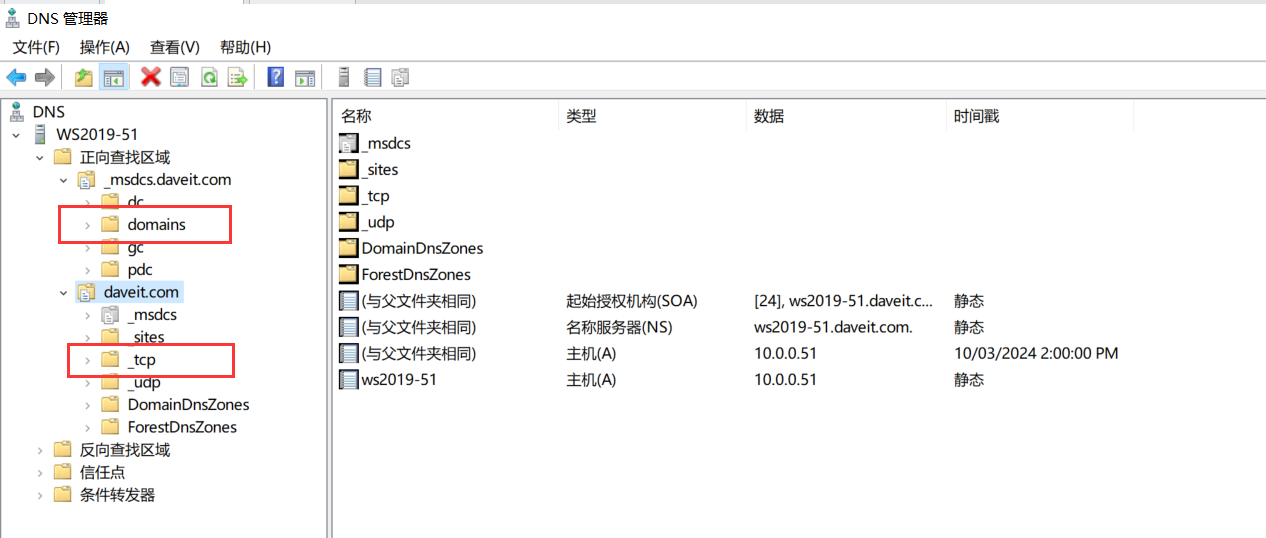 DNS 管理器
文件(F) 操作(A) 查看(V) 帮助(H)
DNS
WS2019-51
正向查找区域
_msdcs.daveit.com
dc
domains
gc
pdc
daveit.com
_msdcs
_sites
_tcp
_udp
DomainDnsZones
ForestDnsZones
反向查找区域
信任点
条件转发器
名称 类型 数据 时间戳
_msdcs
_sites
_tcp
_udp
DomainDnsZones
ForestDnsZones
(与父文件夹相同) 起始授权机构(SOA) [24], ws2019-51.daveit.c... 静态
(与父文件夹相同) 名称服务器(NS) ws2019-51.daveit.com. 静态
(与父文件夹相同) 主机(A) 10.0.0.51 10/03/2024 2:00:00 PM
ws2019-51 主机(A) 10.0.0.51 静态